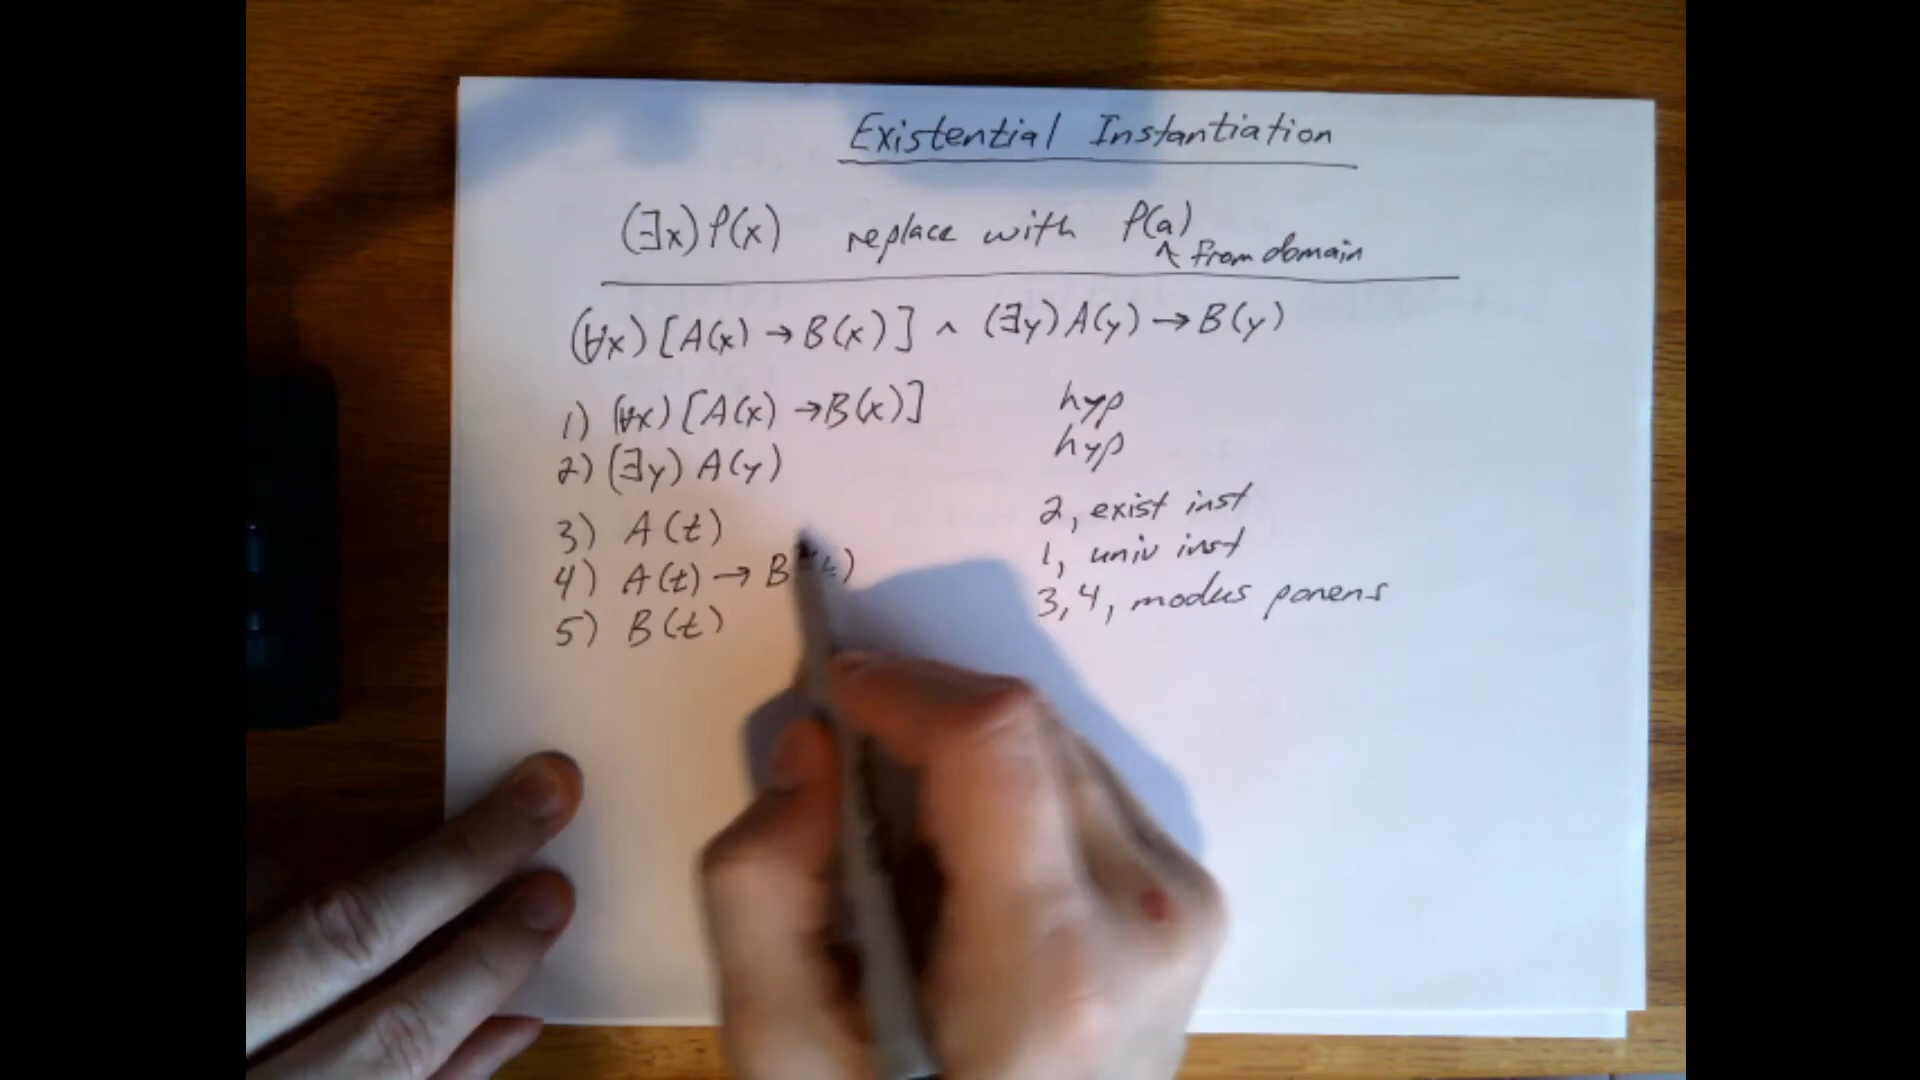 Existential Instantiation
(∃x) P(x) replace with P(a)
^ from domain
(∀x) [A(x) → B(x)] ∧ (∃y) A(y) → B(y)
1) (∀x) [A(x) → B(x)] hyp
2) (∃y) A(y) hyp
3) A(t) 2, exist inst
4) A(t) → B(t) 1, univ inst
5) B(t) 3, 4, modus ponens